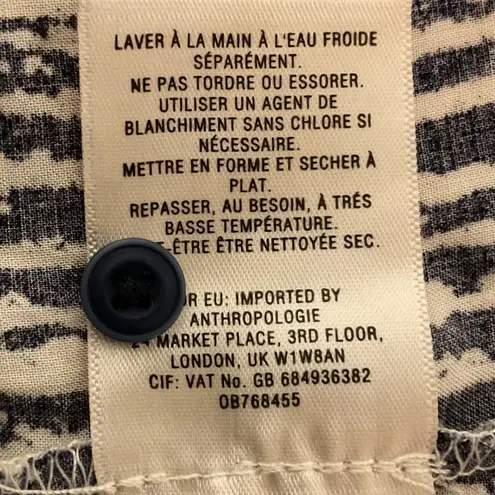 LAVER À LA MAIN À L'EAU FROIDE
SÉPARÉMENT.
NE PAS TORDRE OU ESSORER.
UTILISER UN AGENT DE
BLANCHIMENT SANS CHLORE SI
NÉCESSAIRE.
METTRE EN FORME ET SECHER À
PLAT.
REPASSER, AU BESOIN, À TRÉS
BASSE TEMPÉRATURE.
-ÊTRE ÊTRE NETTOYÉE SEC.
EU: IMPORTED BY
ANTHROPOLOGIE
MARKET PLACE, 3RD FLOOR,
LONDON, UK W1W8AN
CIF: VAT No. GB 684936382
OB768455